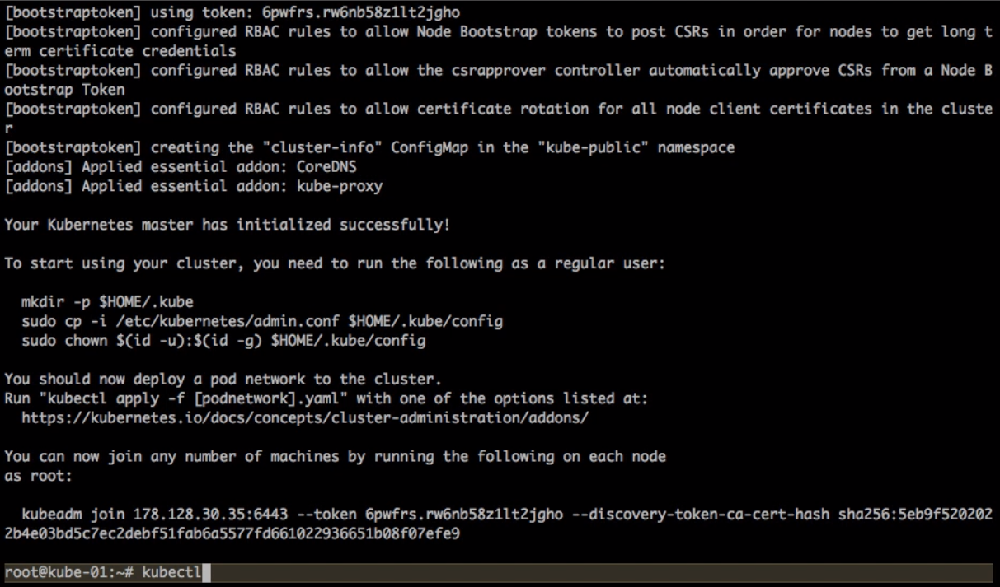 [bootstraptoken] using token: 6pwfrs.rw6nb58z1lt2jgho
[bootstraptoken] configured RBAC rules to allow Node Bootstrap tokens to post CSRs in order for nodes to get long t
erm certificate credentials
[bootstraptoken] configured RBAC rules to allow the csrapprover controller automatically approve CSRs from a Node B
ootstrap Token
[bootstraptoken] configured RBAC rules to allow certificate rotation for all node client certificates in the cluste
r
[bootstraptoken] creating the "cluster-info" ConfigMap in the "kube-public" namespace
[addons] Applied essential addon: CoreDNS
[addons] Applied essential addon: kube-proxy

Your Kubernetes master has initialized successfully!

To start using your cluster, you need to run the following as a regular user:

  mkdir -p $HOME/.kube
  sudo cp -i /etc/kubernetes/admin.conf $HOME/.kube/config
  sudo chown $(id -u):$(id -g) $HOME/.kube/config

You should now deploy a pod network to the cluster.
Run "kubectl apply -f [podnetwork].yaml" with one of the options listed at:
  https://kubernetes.io/docs/concepts/cluster-administration/addons/

You can now join any number of machines by running the following on each node
as root:

  kubeadm join 178.128.30.35:6443 --token 6pwfrs.rw6nb58z1lt2jgho --discovery-token-ca-cert-hash sha256:5eb9f520202
2b4e03bd5c7ec2debf51fab6a5577fd661022936651b08f07efe9

root@kube-01:~# kubectl